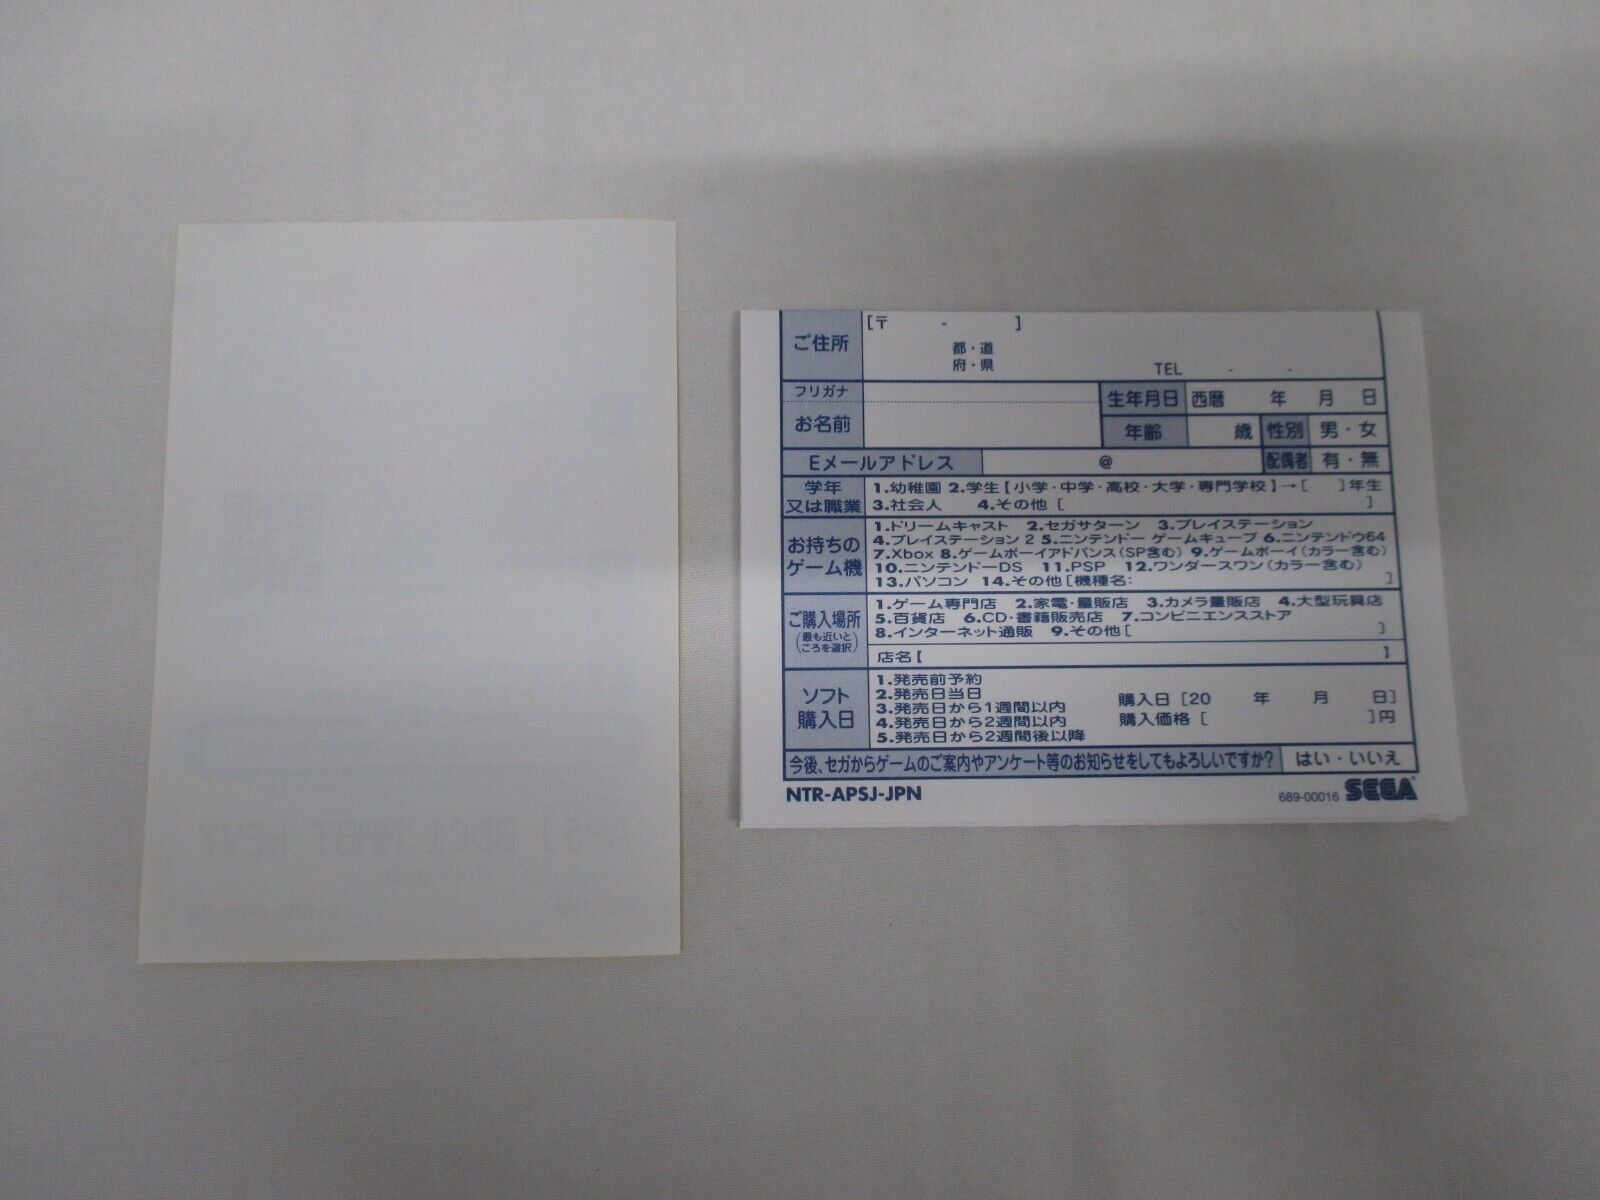 ご住所
[〒 - ]
都・道
府・県
TEL - -
フリガナ
お名前
生年月日 西暦 年 月 日
年齢 歳 性別 男・女
Eメールアドレス @ 配偶者 有・無
学年
又は職業
1.幼稚園 2.学生【小学・中学・高校・大学・専門学校】→[ ]年生
3.社会人 4.その他 [ ]
お持ちの
ゲーム機
1.ドリームキャスト 2.セガサターン 3.プレイステーション
4.プレイステーション 2 5.ニンテンドー ゲームキューブ 6.ニンテンドウ64
7.Xbox 8.ゲームボーイアドバンス(SP含む) 9.ゲームボーイ(カラー含む)
10.ニンテンドーDS 11.PSP 12.ワンダースワン(カラー含む)
13.パソコン 14.その他[機種名: ]
ご購入場所
(最も近いと
ころを選択)
1.ゲーム専門店 2.家電・量販店 3.カメラ量販店 4.大型玩具店
5.百貨店 6.CD・書籍販売店 7.コンビニエンスストア
8.インターネット通販 9.その他[ ]
店名【 】
ソフト
購入日
1.発売前予約
2.発売日当日
3.発売日から1週間以内
4.発売日から2週間以内
5.発売日から2週間後以降
購入日 [20 年 月 日]
購入価格 [ ]円
今後、セガからゲームのご案内やアンケート等のお知らせをしてもよろしいですか? はい・いいえ
NTR-APSJ-JPN
689-00016 SEGA